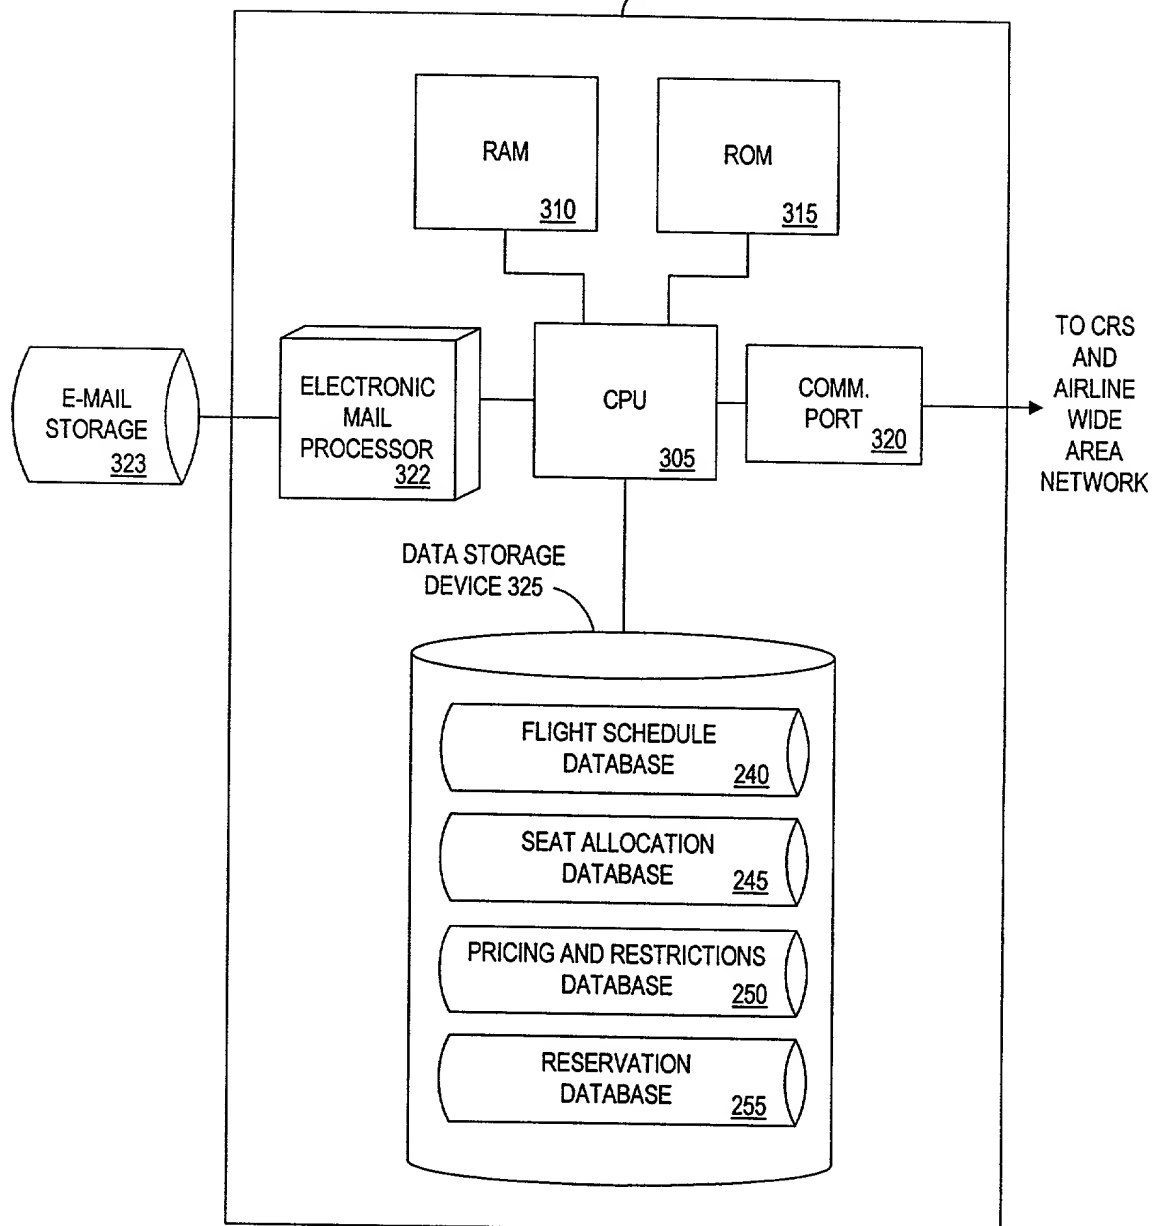 RAM
310
ROM
315
E-MAIL
STORAGE
323
ELECTRONIC
MAIL
PROCESSOR
322
CPU
305
COMM.
PORT
320
TO CRS
AND
AIRLINE
WIDE
AREA
NETWORK
DATA STORAGE
DEVICE 325
FLIGHT SCHEDULE
DATABASE 240
SEAT ALLOCATION
DATABASE 245
PRICING AND RESTRICTIONS
DATABASE 250
RESERVATION
DATABASE 255